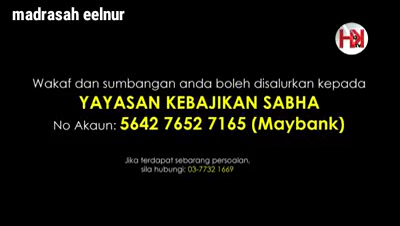 madrasah eelnur
HDK
Wakaf dan sumbangan anda boleh disalurkan kepada
YAYASAN KEBAJIKAN SABHA
No Akaun: 5642 7652 7165 (Maybank)
Jika terdapat sebarang persoalan,
sila hubungi: 03-7732 1669